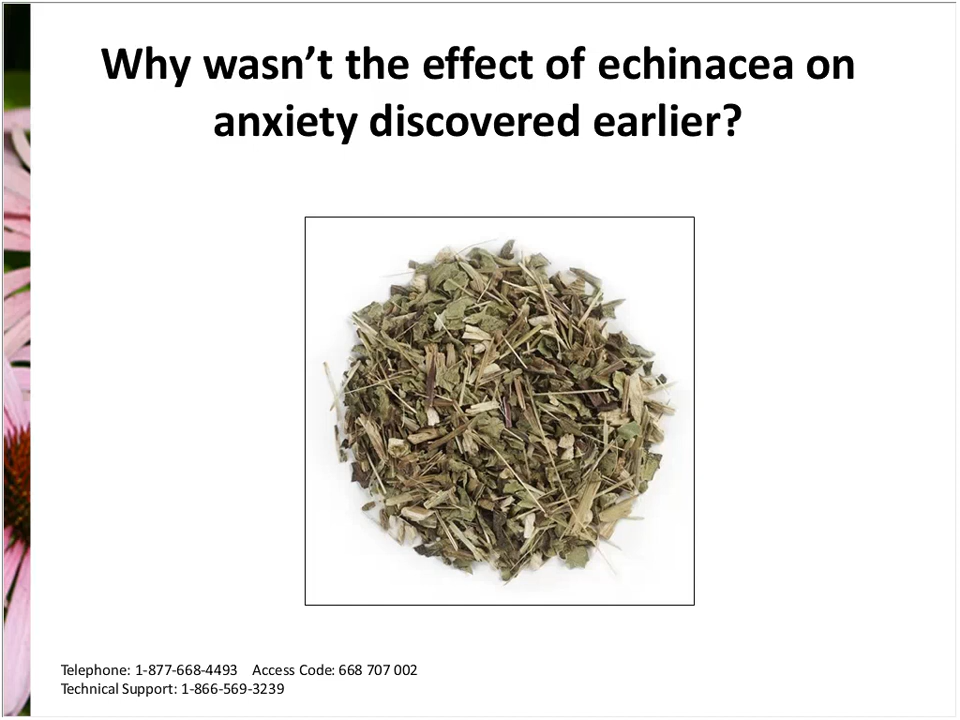 Why wasn’t the effect of echinacea on
anxiety discovered earlier?
Telephone: 1-877-668-4493 Access Code: 668 707 002
Technical Support: 1-866-569-3239